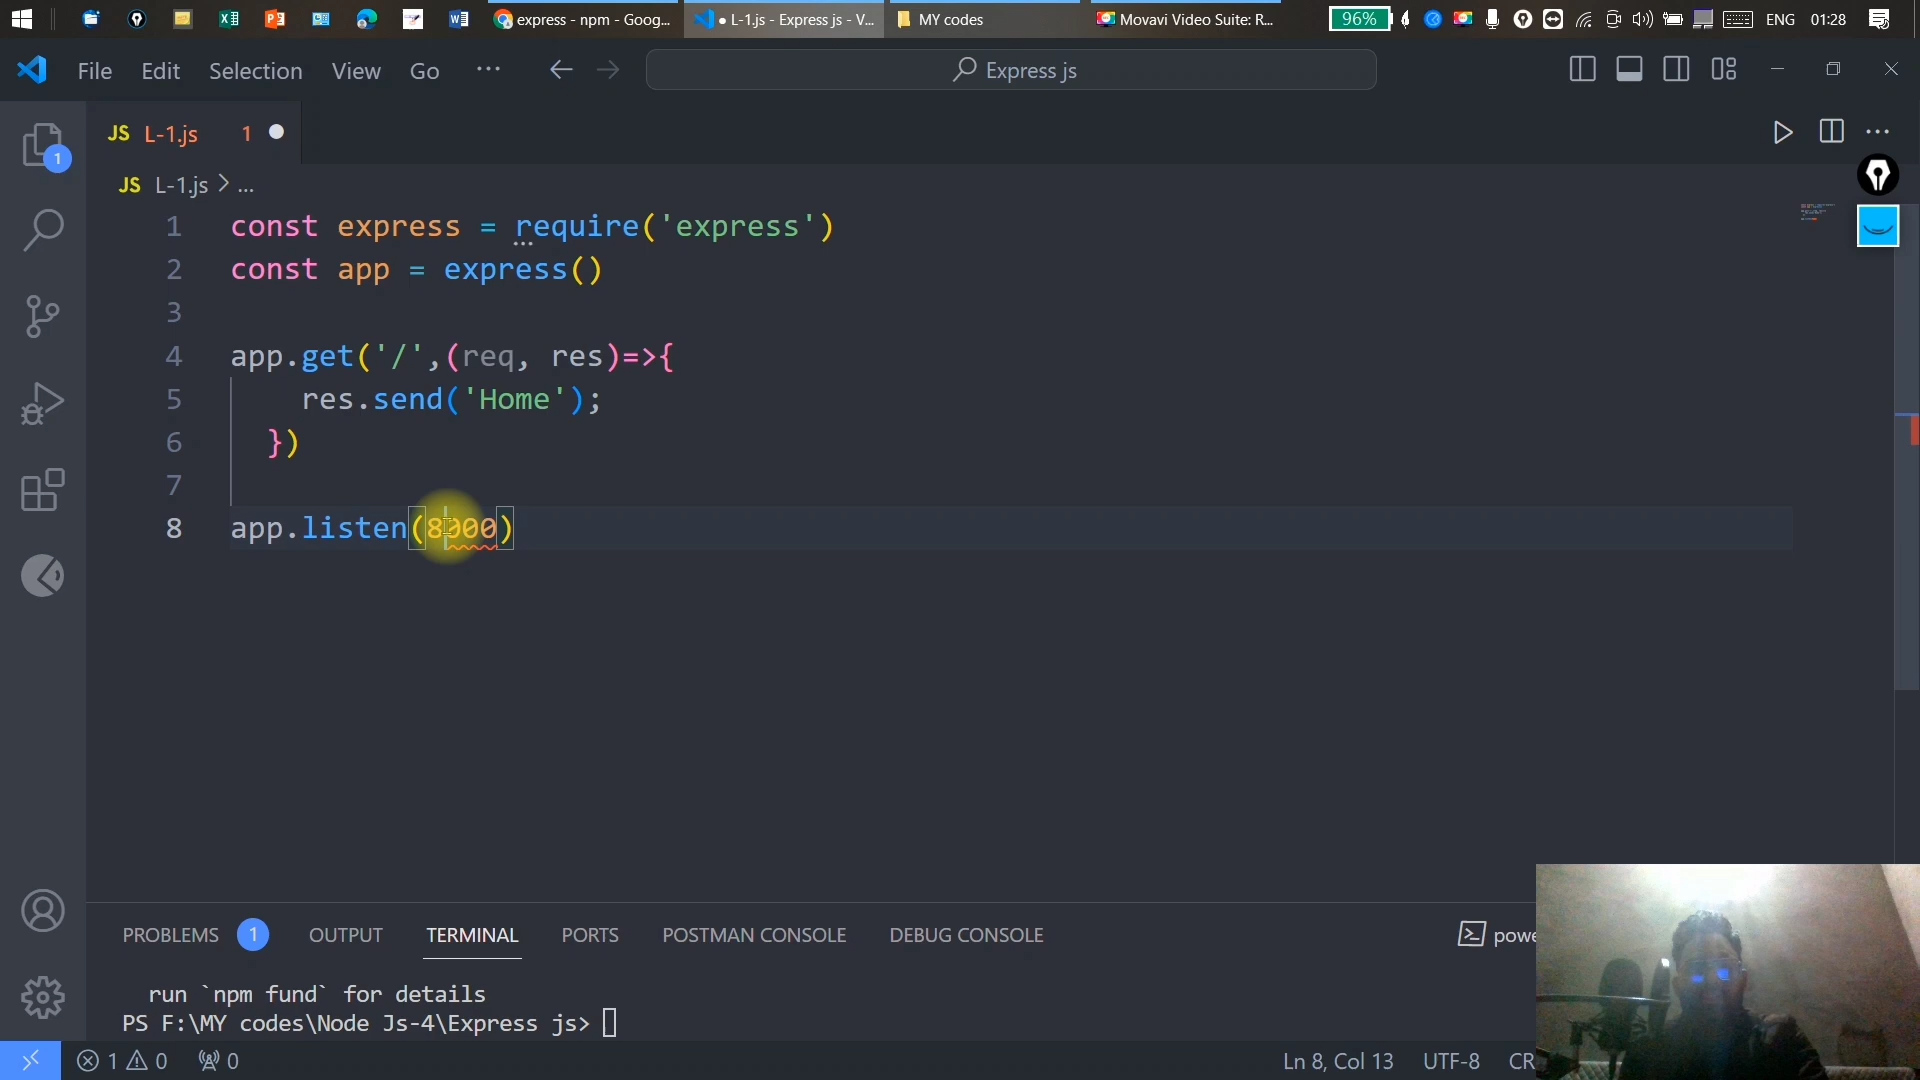 express - npm - Goog...
● L-1.js - Express js - V...
MY codes
Movavi Video Suite: R...
96%
ENG
01:28
File
Edit
Selection
View
Go
...
Express js
JS L-1.js 1
JS L-1.js > ...
1 const express = require('express')
2 const app = express()
3
4 app.get('/',(req, res)=>{
5 res.send('Home');
6 })
7
8 app.listen(8000)
1
PROBLEMS 1
OUTPUT
TERMINAL
PORTS
POSTMAN CONSOLE
DEBUG CONSOLE
powe
run `npm fund` for details
PS F:\MY codes\Node Js-4\Express js>
1 0
0
Ln 8, Col 13
UTF-8
CR